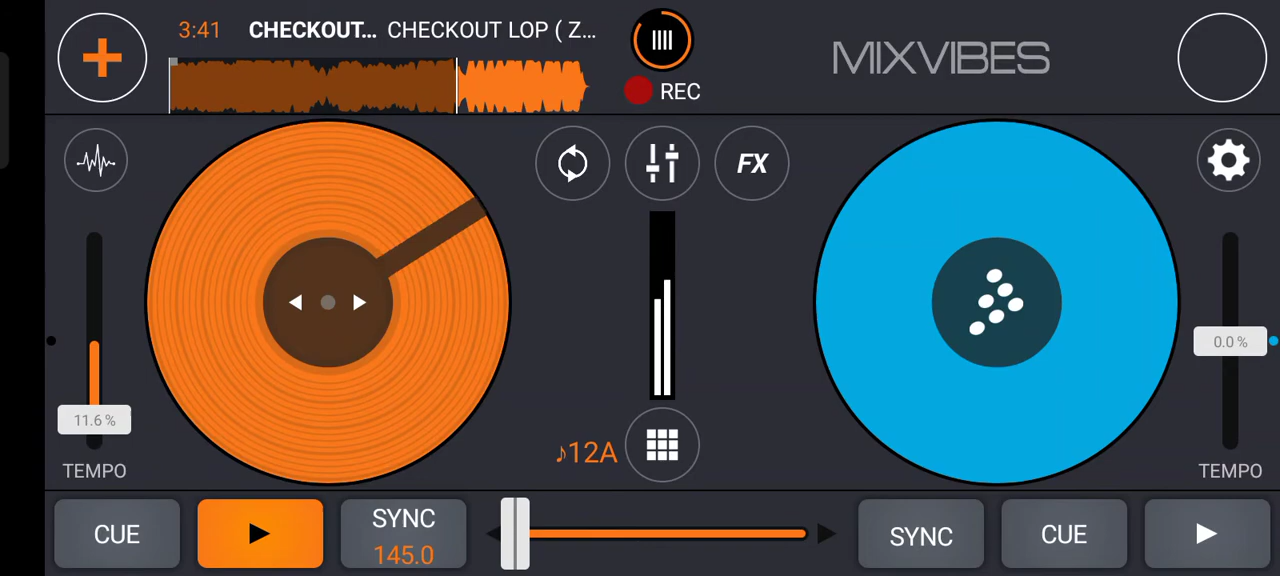 3:41 CHECKOUT... CHECKOUT LOP ( Z...
REC
MIXVIBES
FX
11.6 %
0.0 %
TEMPO
TEMPO
♪12A
CUE
SYNC
145.0
SYNC
CUE